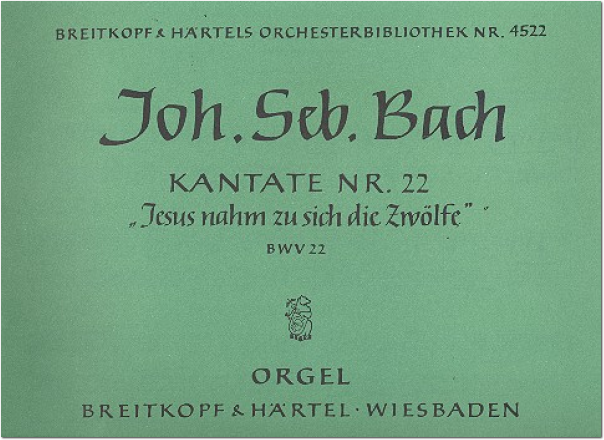 BREITKOPF & HÄRTELS ORCHESTERBIBLIOTHEK NR. 4522
Joh. Seb. Bach
KANTATE NR. 22
„Jesus nahm zu sich die Zwölfe”
BWV 22
ORGEL
BREITKOPF & HÄRTEL · WIESBADEN